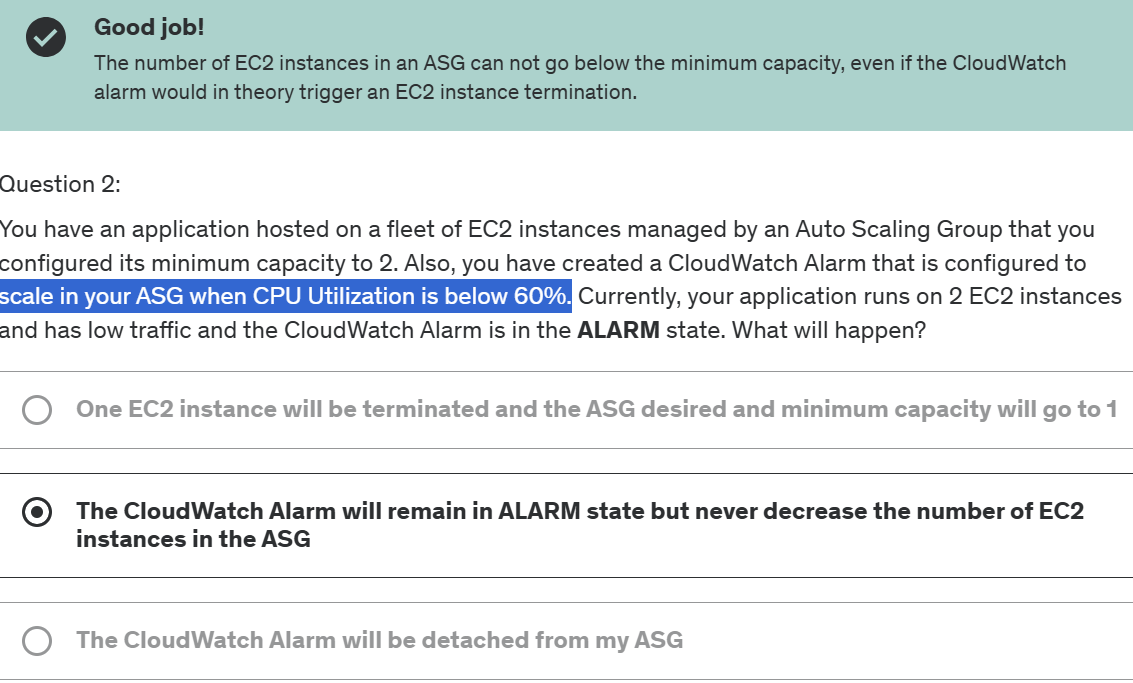 Good job!
The number of EC2 instances in an ASG can not go below the minimum capacity, even if the CloudWatch
alarm would in theory trigger an EC2 instance termination.
Question 2:
You have an application hosted on a fleet of EC2 instances managed by an Auto Scaling Group that you
configured its minimum capacity to 2. Also, you have created a CloudWatch Alarm that is configured to
scale in your ASG when CPU Utilization is below 60%. Currently, your application runs on 2 EC2 instances
and has low traffic and the CloudWatch Alarm is in the ALARM state. What will happen?
One EC2 instance will be terminated and the ASG desired and minimum capacity will go to 1
The CloudWatch Alarm will remain in ALARM state but never decrease the number of EC2
instances in the ASG
The CloudWatch Alarm will be detached from my ASG